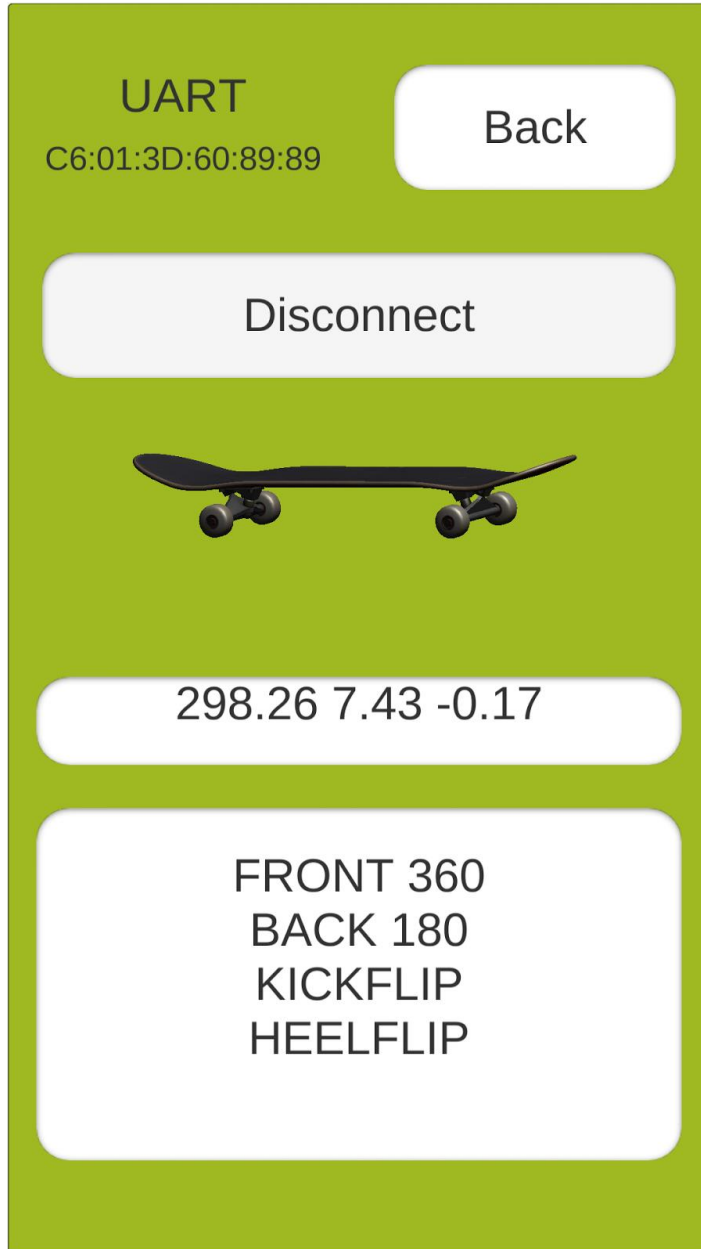 UART
C6:01:3D:60:89:89
Back
Disconnect
298.26 7.43 -0.17
FRONT 360
BACK 180
KICKFLIP
HEELFLIP